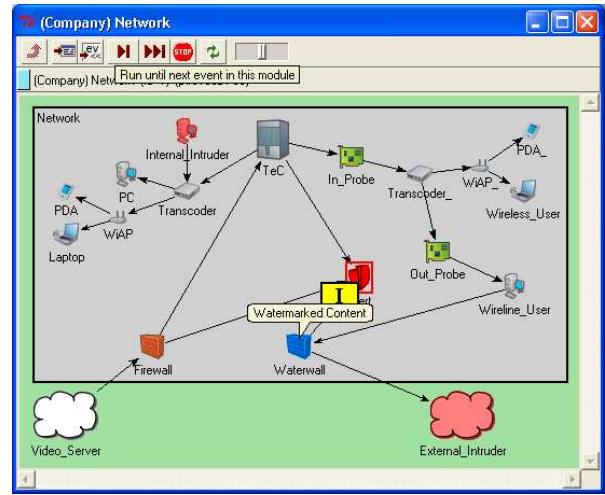 (Company) Network
STOP
Run until next event in this module
(Company) Network
Network
Internal_Intruder
TeC
In_Probe
PDA_
PC
Transcoder
Transcoder_
WiAP_
PDA
WiAP
Wireless_User
Laptop
Out_Probe
I
Wireline_User
Watermarked Content
Firewall
Waterwall
Video_Server
External_Intruder